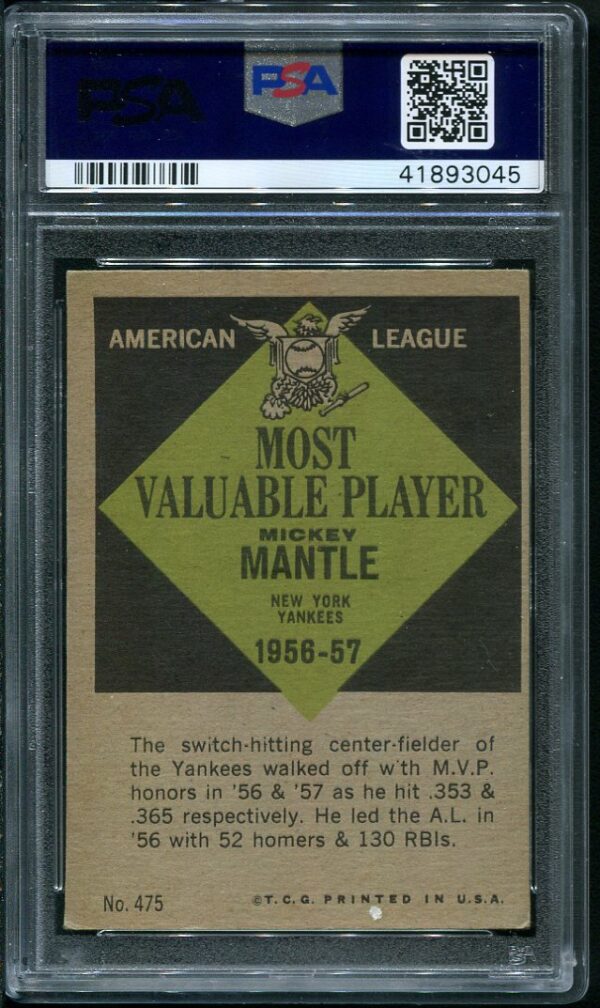 PSA
PSA
41893045
AMERICAN LEAGUE
MOST
VALUABLE PLAYER
MICKEY
MANTLE
NEW YORK
YANKEES
1956-57
The switch-hitting center-fielder of
the Yankees walked off w th M.V.P.
honors in '56 & '57 as he hit .353 &
.365 respectively. He led the A.L. in
'56 with 52 homers & 130 RBIs.
No. 475
©T.C.G. PRINTED IN U.S.A.